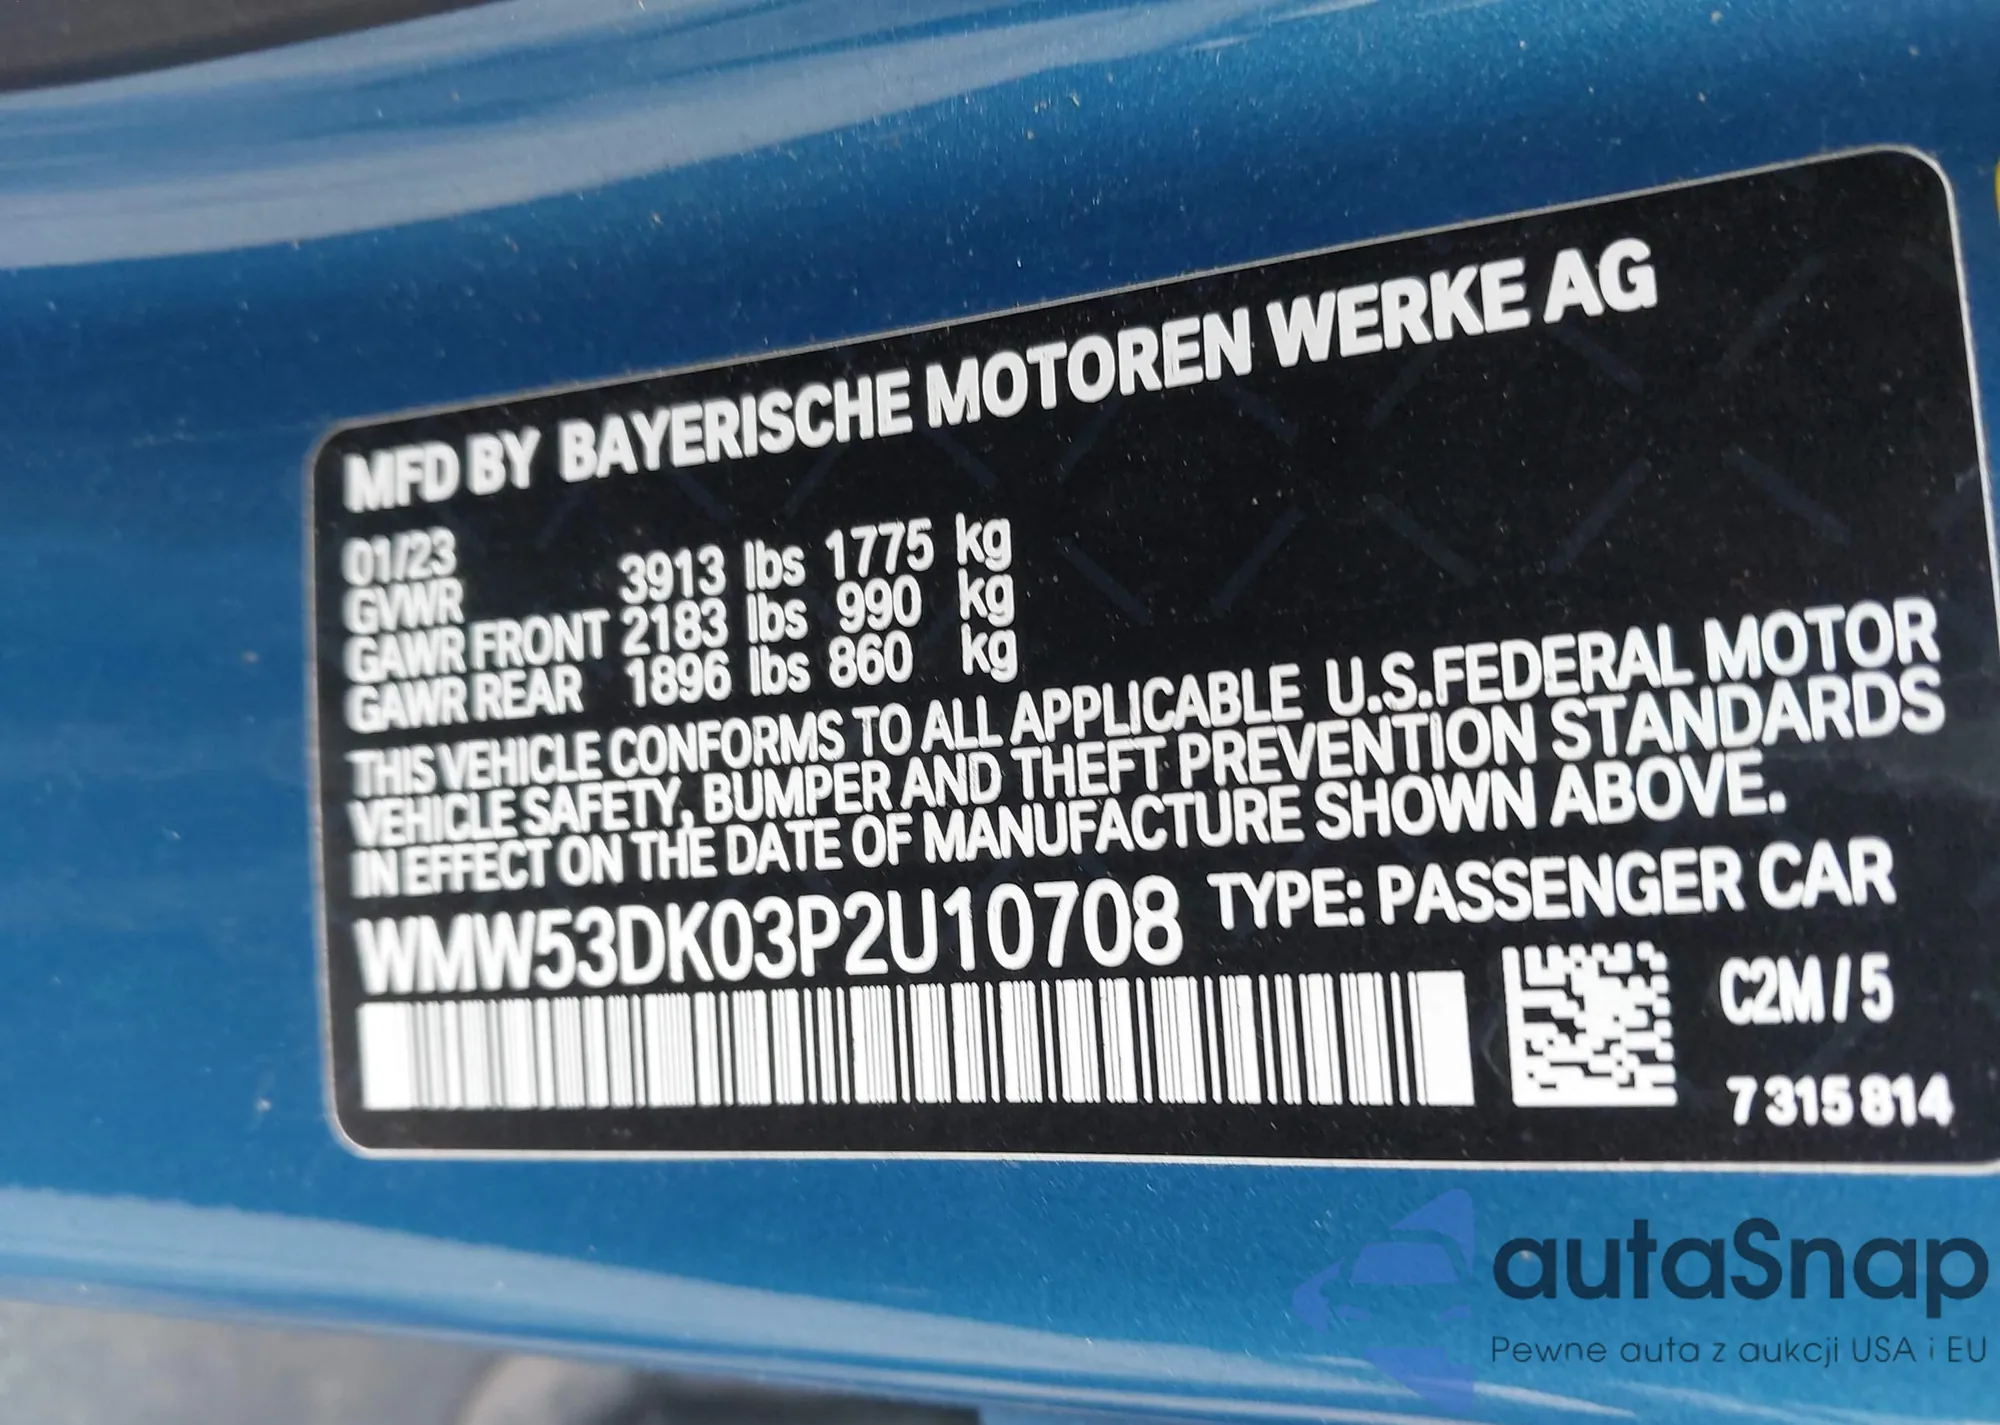 MFD BY BAYERISCHE MOTOREN WERKE AG
01/23
GVWR 3913 lbs 1775 kg
GAWR FRONT 2183 lbs 990 kg
GAWR REAR 1896 lbs 860 kg
THIS VEHICLE CONFORMS TO ALL APPLICABLE U.S.FEDERAL MOTOR
VEHICLE SAFETY, BUMPER AND THEFT PREVENTION STANDARDS
IN EFFECT ON THE DATE OF MANUFACTURE SHOWN ABOVE.
WMW53DK03P2U10708 TYPE: PASSENGER CAR
C2M/5
7 315 814
autaSnap
Pewne auta z aukcji USA i EU